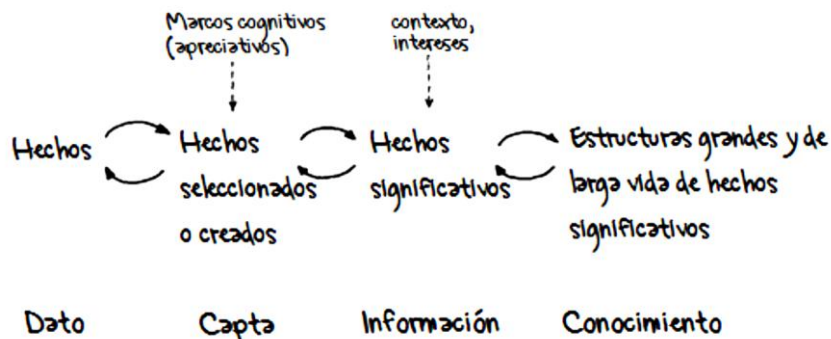 Marcos cognitivos
(apreciativos)
contexto,
intereses
Hechos
Hechos
seleccionados
o creados
Hechos
significativos
Estructuras grandes y de
larga vida de hechos
significativos
Dato
Capta
Información
Conocimiento